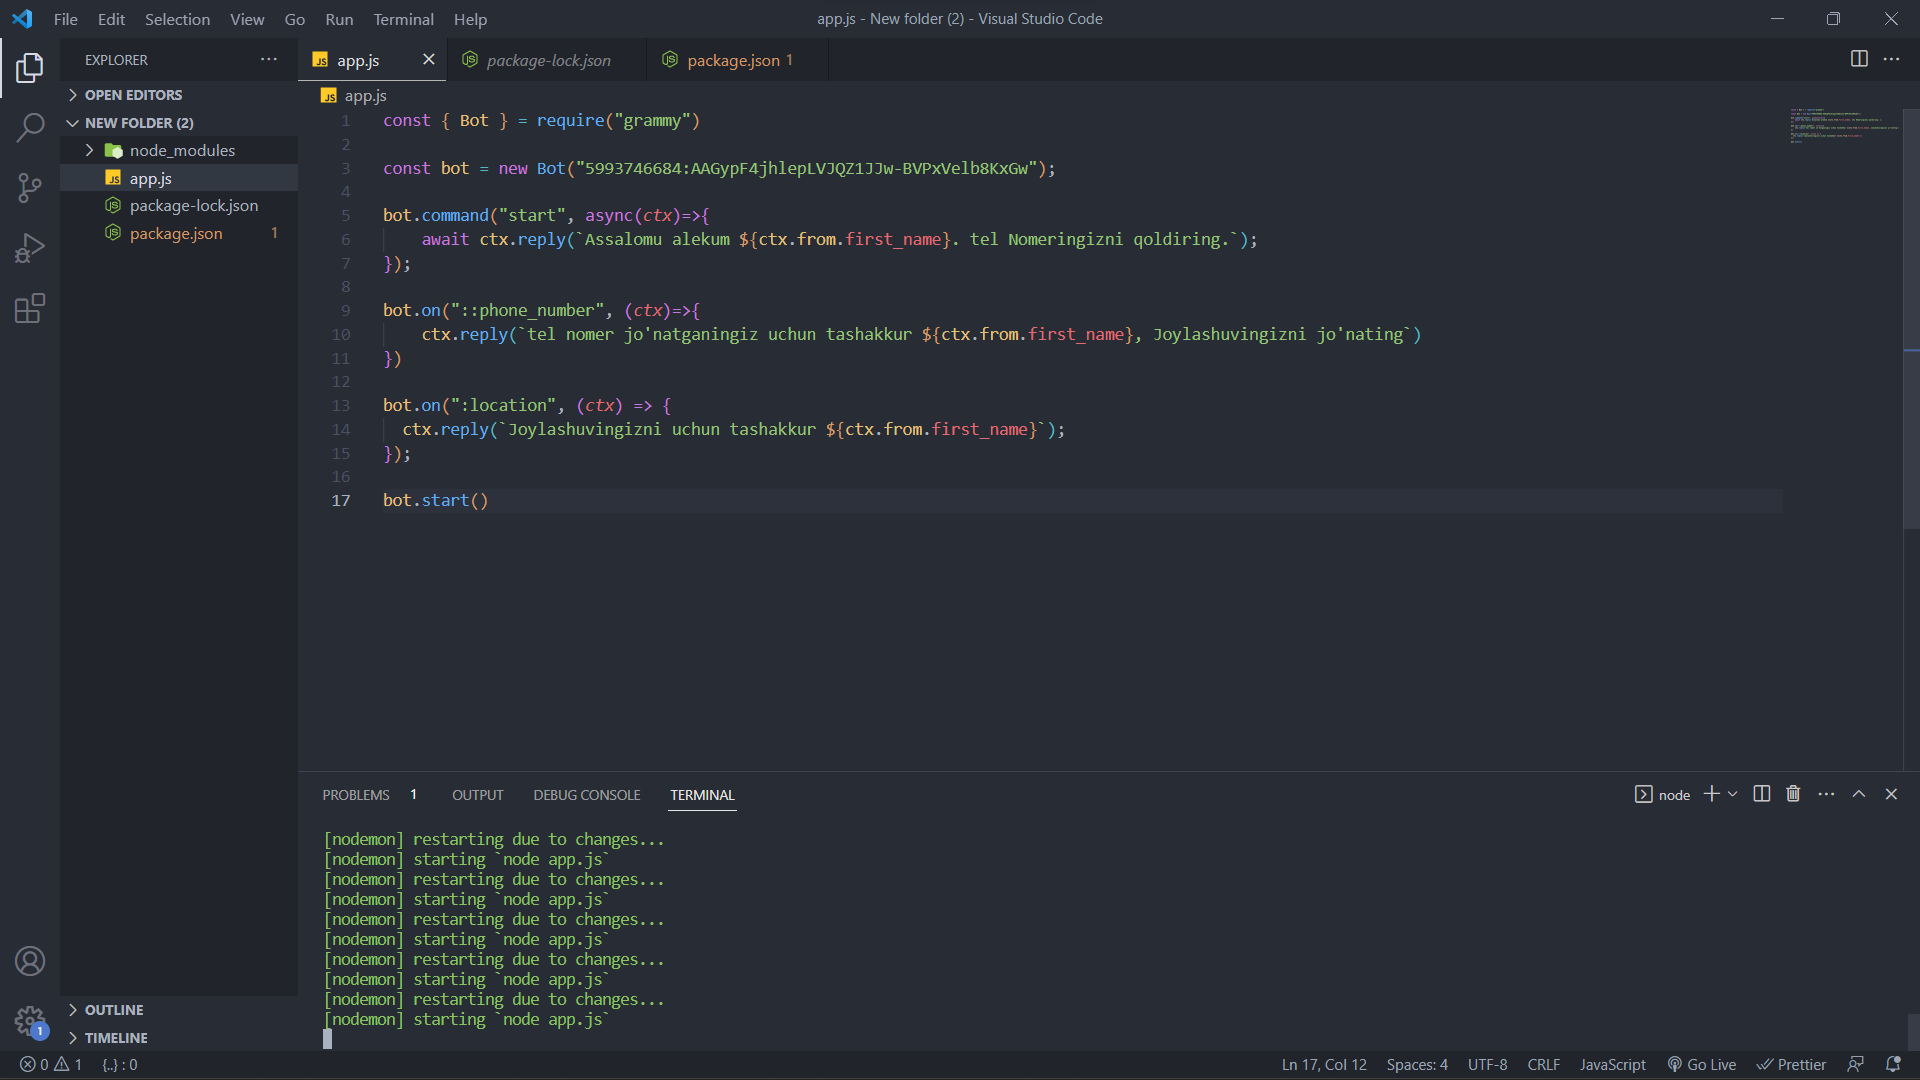 File Edit Selection View Go Run Terminal Help
app.js - New folder (2) - Visual Studio Code
EXPLORER
OPEN EDITORS
NEW FOLDER (2)
node_modules
JS app.js
package-lock.json
package.json 1
OUTLINE
TIMELINE
JS app.js
package-lock.json
package.json 1
JS app.js
1 const { Bot } = require("grammy")
2
3 const bot = new Bot("5993746684:AAGypF4jhlepLVJQZ1JJw-BVPxVelb8KxGw");
4
5 bot.command("start", async(ctx)=>{
6 await ctx.reply(`Assalomu alekum ${ctx.from.first_name}. tel Nomeringizni qoldiring.`);
7 });
8
9 bot.on("::phone_number", (ctx)=>{
10 ctx.reply(`tel nomer jo'natganingiz uchun tashakkur ${ctx.from.first_name}, Joylashuvingizni jo'nating`)
11 })
12
13 bot.on(":location", (ctx) => {
14 ctx.reply(`Joylashuvingizni uchun tashakkur ${ctx.from.first_name}`);
15 });
16
17 bot.start()
PROBLEMS 1 OUTPUT DEBUG CONSOLE TERMINAL
node
[nodemon] restarting due to changes...
[nodemon] starting `node app.js`
[nodemon] restarting due to changes...
[nodemon] starting `node app.js`
[nodemon] restarting due to changes...
[nodemon] starting `node app.js`
[nodemon] restarting due to changes...
[nodemon] starting `node app.js`
[nodemon] restarting due to changes...
[nodemon] starting `node app.js`
1
0 1 {..} : 0
Ln 17, Col 12 Spaces: 4 UTF-8 CRLF JavaScript Go Live Prettier